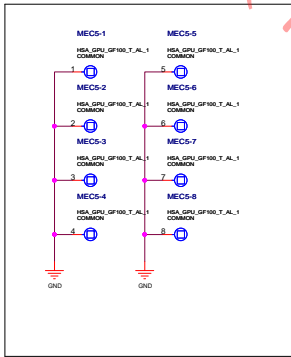 MEC5-1
HSA_GPU_GF100_T_AL_1
COMMON
1
MEC5-2
HSA_GPU_GF100_T_AL_1
COMMON
2
MEC5-3
HSA_GPU_GF100_T_AL_1
COMMON
3
MEC5-4
HSA_GPU_GF100_T_AL_1
COMMON
4
GND
MEC5-5
HSA_GPU_GF100_T_AL_1
COMMON
5
MEC5-6
HSA_GPU_GF100_T_AL_1
COMMON
6
MEC5-7
HSA_GPU_GF100_T_AL_1
COMMON
7
MEC5-8
HSA_GPU_GF100_T_AL_1
COMMON
8
GND